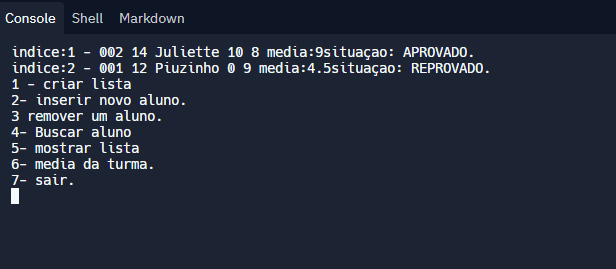 Console Shell Markdown
indice:1 - 002 14 Juliette 10 8 media:9situaçao: APROVADO.
indice:2 - 001 12 Piuzinho 0 9 media:4.5situaçao: REPROVADO.
1 - criar lista
2- inserir novo aluno.
3 remover um aluno.
4- Buscar aluno
5- mostrar lista
6- media da turma.
7- sair.